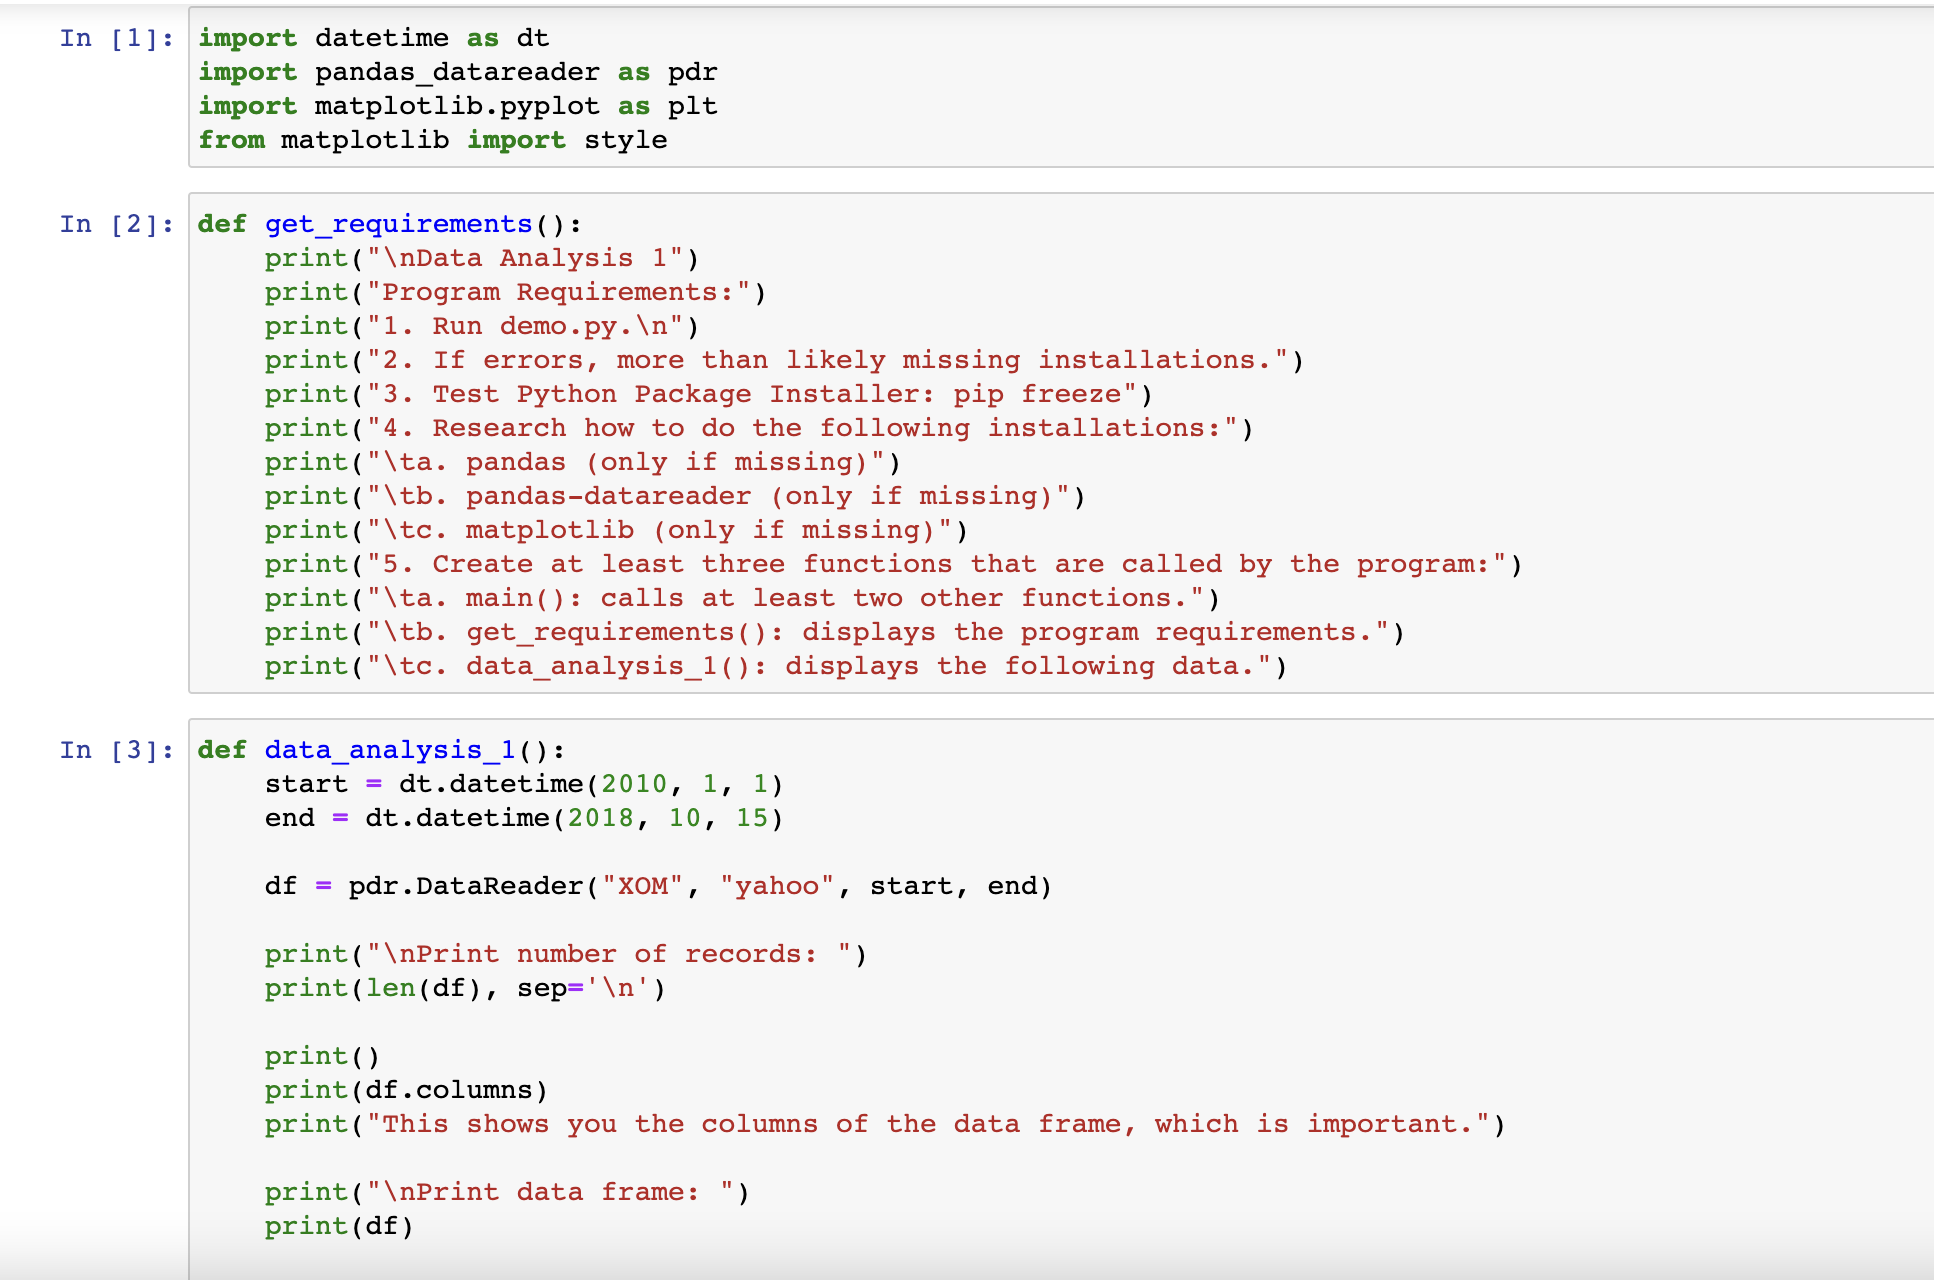 In [1]:
import datetime as dt
import pandas_datareader as pdr
import matplotlib.pyplot as plt
from matplotlib import style
In [2]:
def get_requirements():
    print("\nData Analysis 1")
    print("Program Requirements:")
    print("1. Run demo.py.\n")
    print("2. If errors, more than likely missing installations.")
    print("3. Test Python Package Installer: pip freeze")
    print("4. Research how to do the following installations:")
    print("\ta. pandas (only if missing)")
    print("\tb. pandas-datareader (only if missing)")
    print("\tc. matplotlib (only if missing)")
    print("5. Create at least three functions that are called by the program:")
    print("\ta. main(): calls at least two other functions.")
    print("\tb. get_requirements(): displays the program requirements.")
    print("\tc. data_analysis_1(): displays the following data.")
In [3]:
def data_analysis_1():
    start = dt.datetime(2010, 1, 1)
    end = dt.datetime(2018, 10, 15)
    df = pdr.DataReader("XOM", "yahoo", start, end)
    print("\nPrint number of records: ")
    print(len(df), sep='\n')
    print()
    print(df.columns)
    print("This shows you the columns of the data frame, which is important.")
    print("\nPrint data frame: ")
    print(df)